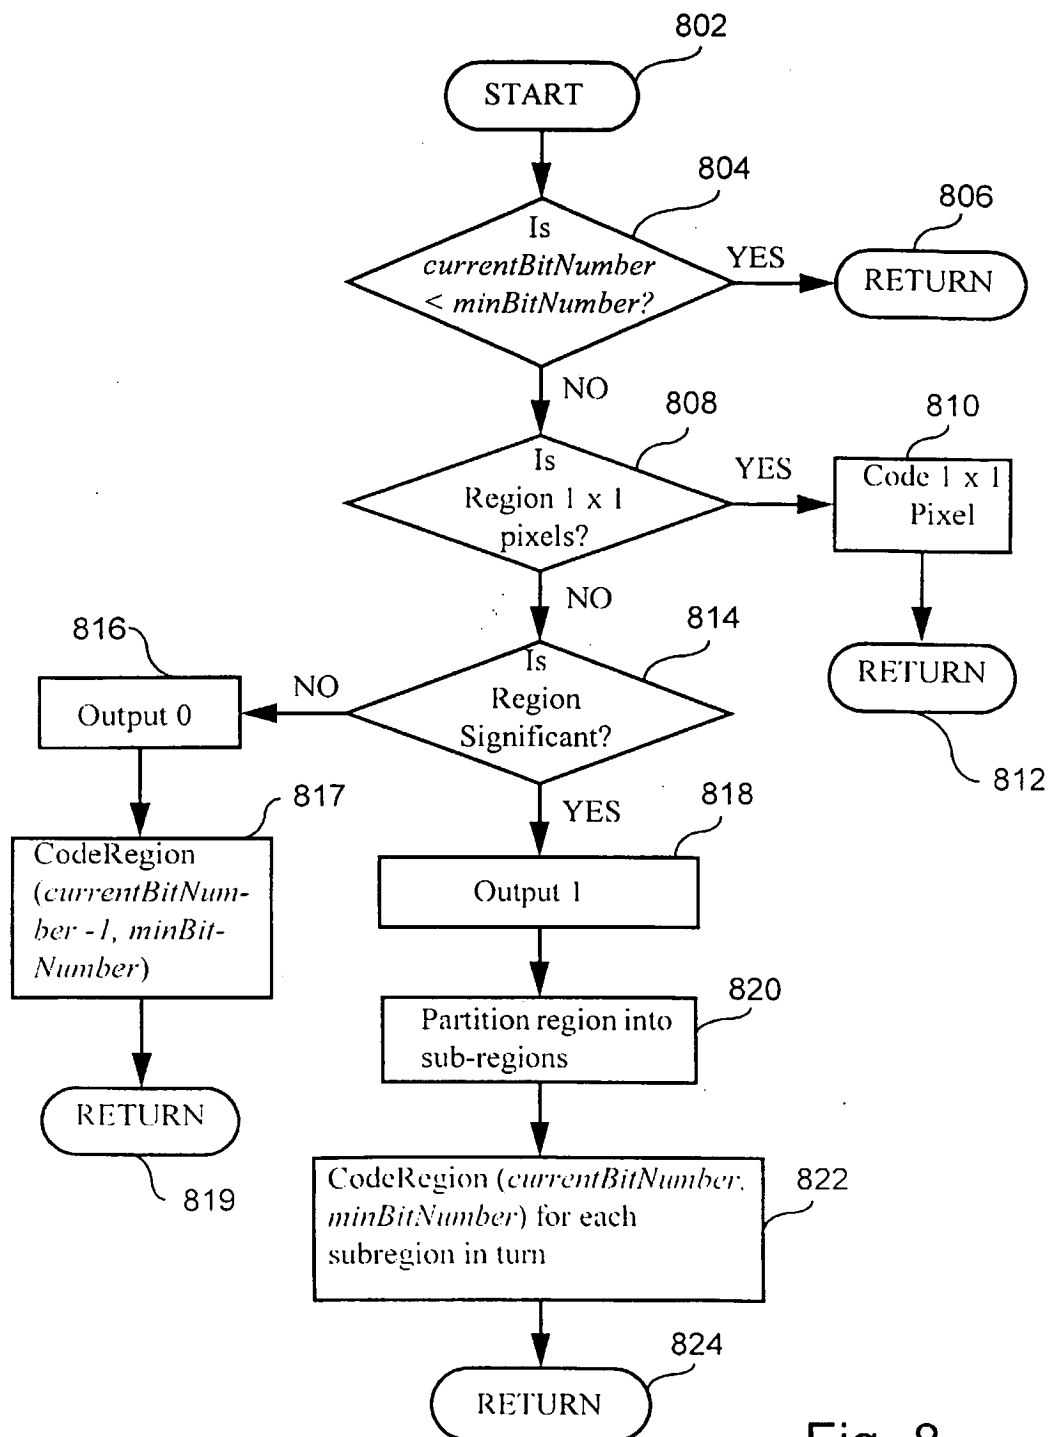 802
START
804
Is
currentBitNumber
< minBitNumber?
YES
806
RETURN
NO
808
Is
Region 1 x 1
pixels?
YES
810
Code 1 x 1
Pixel
NO
RETURN
812
814
Is
Region
Significant?
NO
816
Output 0
817
CodeRegion
(currentBitNum-
ber -1, minBit-
Number)
RETURN
819
YES
818
Output 1
820
Partition region into
sub-regions
822
CodeRegion (currentBitNumber,
minBitNumber) for each
subregion in turn
824
RETURN
Fig. 8